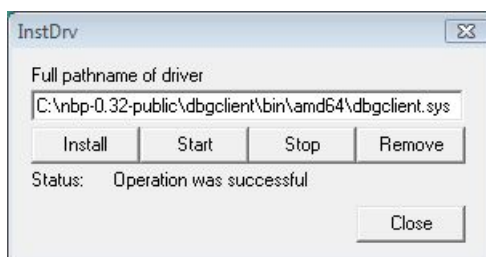 InstDrv
Full pathname of driver
C:\nbp-0.32-public\dbgclient\bin\amd64\dbgclient.sys
Install Start Stop Remove
Status: Operation was successful
Close